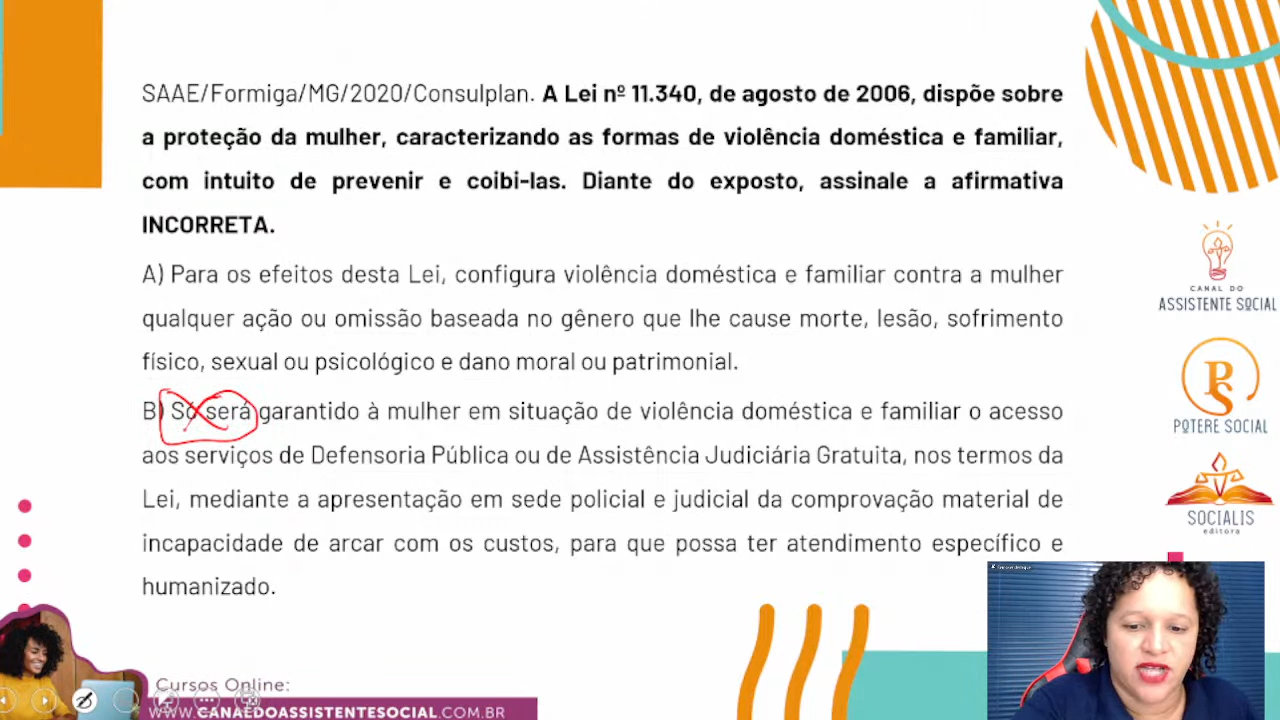 SAAE/Formiga/MG/2020/Consulplan. A Lei nº 11.340, de agosto de 2006, dispõe sobre
a proteção da mulher, caracterizando as formas de violência doméstica e familiar,
com intuito de prevenir e coibi-las. Diante do exposto, assinale a afirmativa
INCORRETA.
A) Para os efeitos desta Lei, configura violência doméstica e familiar contra a mulher
qualquer ação ou omissão baseada no gênero que lhe cause morte, lesão, sofrimento
físico, sexual ou psicológico e dano moral ou patrimonial.
B) Só será garantido à mulher em situação de violência doméstica e familiar o acesso
aos serviços de Defensoria Pública ou de Assistência Judiciária Gratuita, nos termos da
Lei, mediante a apresentação em sede policial e judicial da comprovação material de
incapacidade de arcar com os custos, para que possa ter atendimento específico e
humanizado.
CANAL DO
ASSISTENTE SOCIAL
PS
POTERE SOCIAL
SOCIALIS
editora
Cursos Online:
WWW.CANALDOASSISTENTESOCIAL.COM.BR